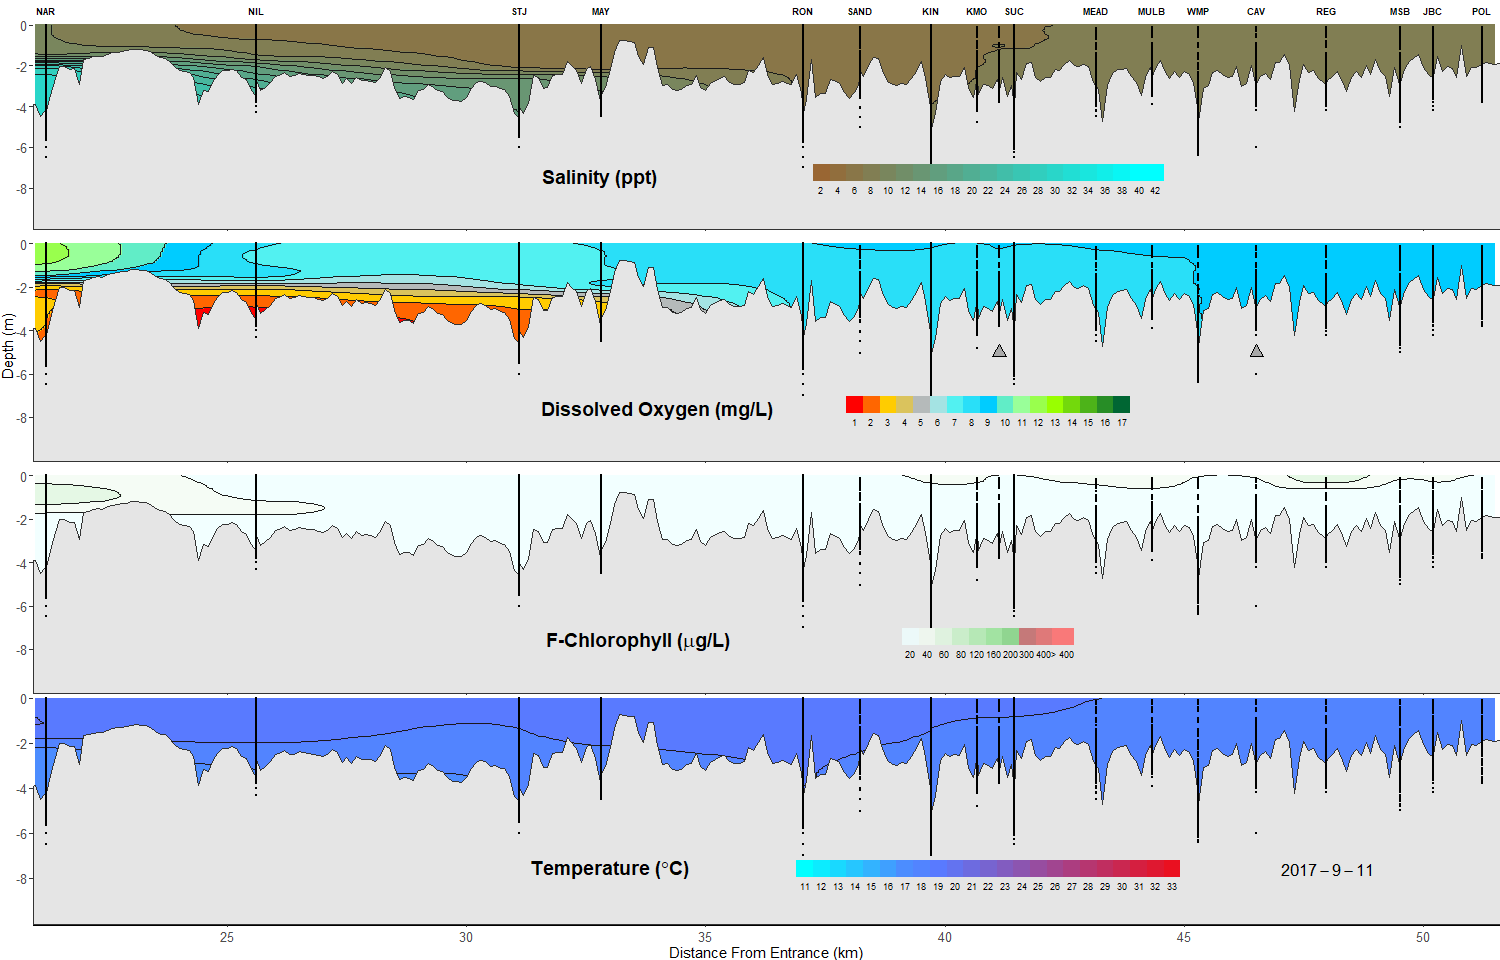 NAR NIL STJ MAY RON SAND KIN KMO SUC MEAD MULB WMP CAV REG MSB JBC POL
0
-2
-4
-6
-8
Salinity (ppt)
2 4 6 8 10 12 14 16 18 20 22 24 26 28 30 32 34 36 38 40 42
0
-2
-4
-6
-8
Depth (m)
Dissolved Oxygen (mg/L)
1 2 3 4 5 6 7 8 9 10 11 12 13 14 15 16 17
0
-2
-4
-6
-8
F-Chlorophyll (μg/L)
20 40 60 80 120 160 200 300 400 > 400
0
-2
-4
-6
-8
Temperature (°C)
11 12 13 14 15 16 17 18 19 20 21 22 23 24 25 26 27 28 29 30 31 32 33
2017 – 9 – 11
25 30 35 40 45 50
Distance From Entrance (km)